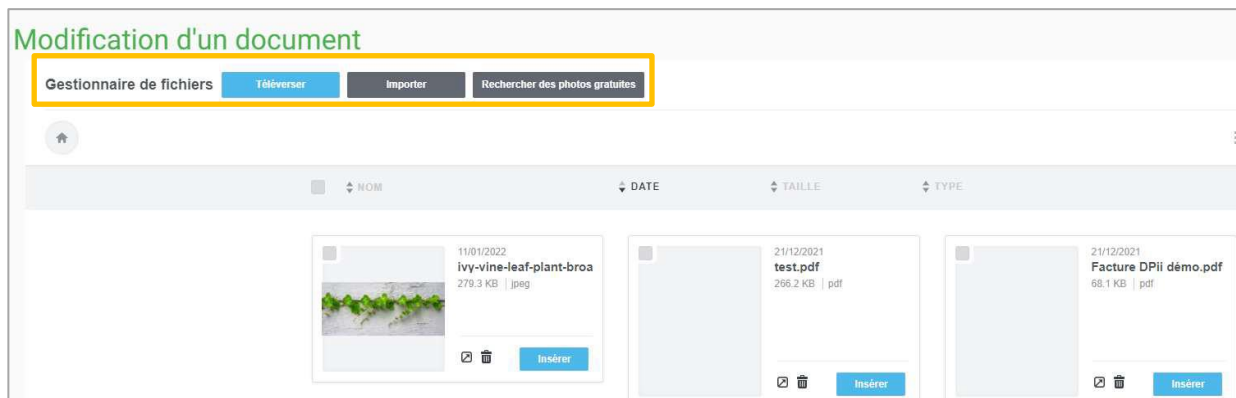 Modification d'un document
Gestionnaire de fichiers Téléverser Importer Rechercher des photos gratuites
NOM DATE TAILLE TYPE
11/01/2022
ivy-vine-leaf-plant-broa
279.3 KB | jpeg
Insérer
21/12/2021
test.pdf
266.2 KB | pdf
Insérer
21/12/2021
Facture DPii démo.pdf
68.1 KB | pdf
Insérer